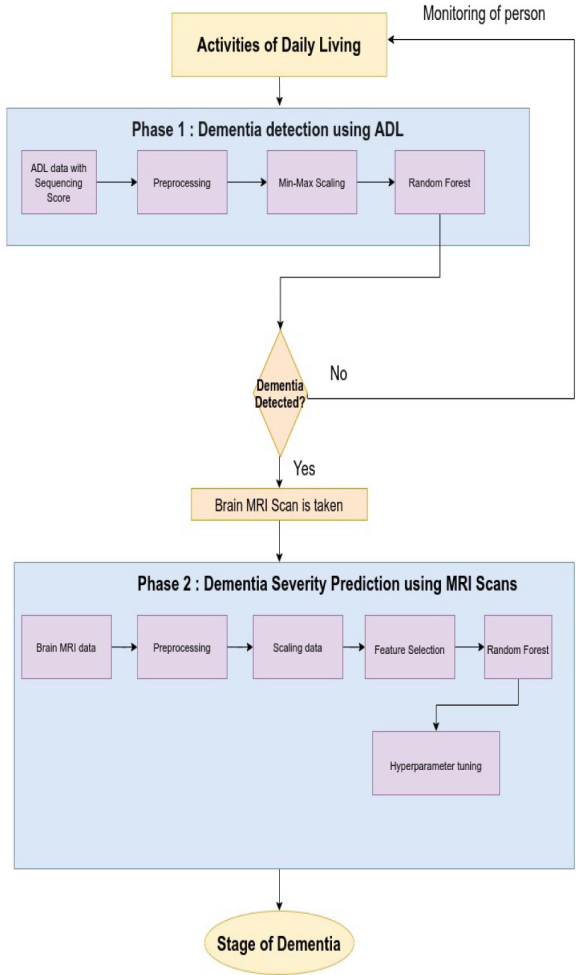 Monitoring of person
Activities of Daily Living
Phase 1 : Dementia detection using ADL
ADL data with
Sequencing
Score
Preprocessing
Min-Max Scaling
Random Forest
Dementia
Detected?
No
Yes
Brain MRI Scan is taken
Phase 2 : Dementia Severity Prediction using MRI Scans
Brain MRI data
Preprocessing
Scaling data
Feature Selection
Random Forest
Hyperparameter tuning
Stage of Dementia